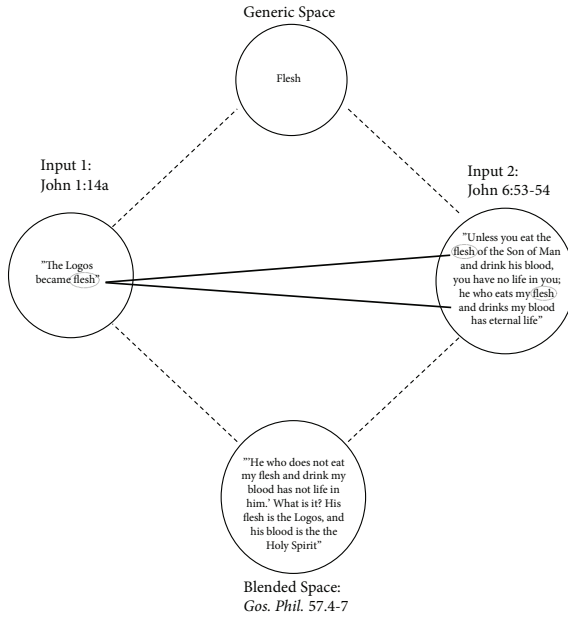 Generic Space
Flesh
Input 1:
John 1:14a
"The Logos
became flesh"
Input 2:
John 6:53-54
"Unless you eat the
flesh of the Son of Man
and drink his blood,
you have no life in you;
he who eats my flesh
and drinks my blood
has eternal life"
"'He who does not eat
my flesh and drink my
blood has not life in
him.' What is it? His
flesh is the Logos, and
his blood is the the
Holy Spirit"
Blended Space:
Gos. Phil. 57.4-7